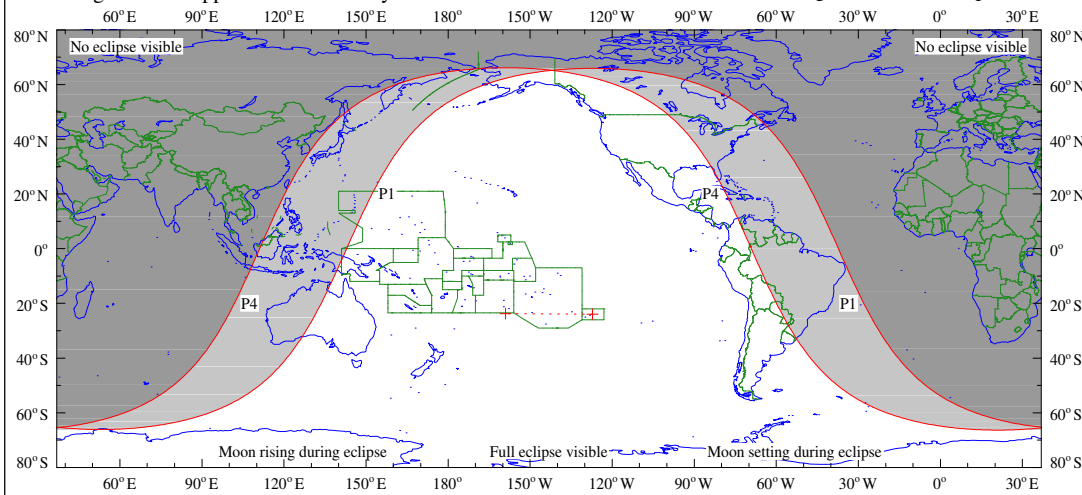 60° E 90° E 120° E 150° E 180° W 150° W 120° W 90° W 60° W 30° W 0° 30° E
80° N No eclipse visible No eclipse visible 80° N
60° N 60° N
40° N 40° N
20° N P1 P4 20° N
0° 0°
20° S P4 P1 20° S
40° S 40° S
60° S 60° S
Moon rising during eclipse Full eclipse visible Moon setting during eclipse
80° S 80° S
60° E 90° E 120° E 150° E 180° W 150° W 120° W 90° W 60° W 30° W 0° 30° E